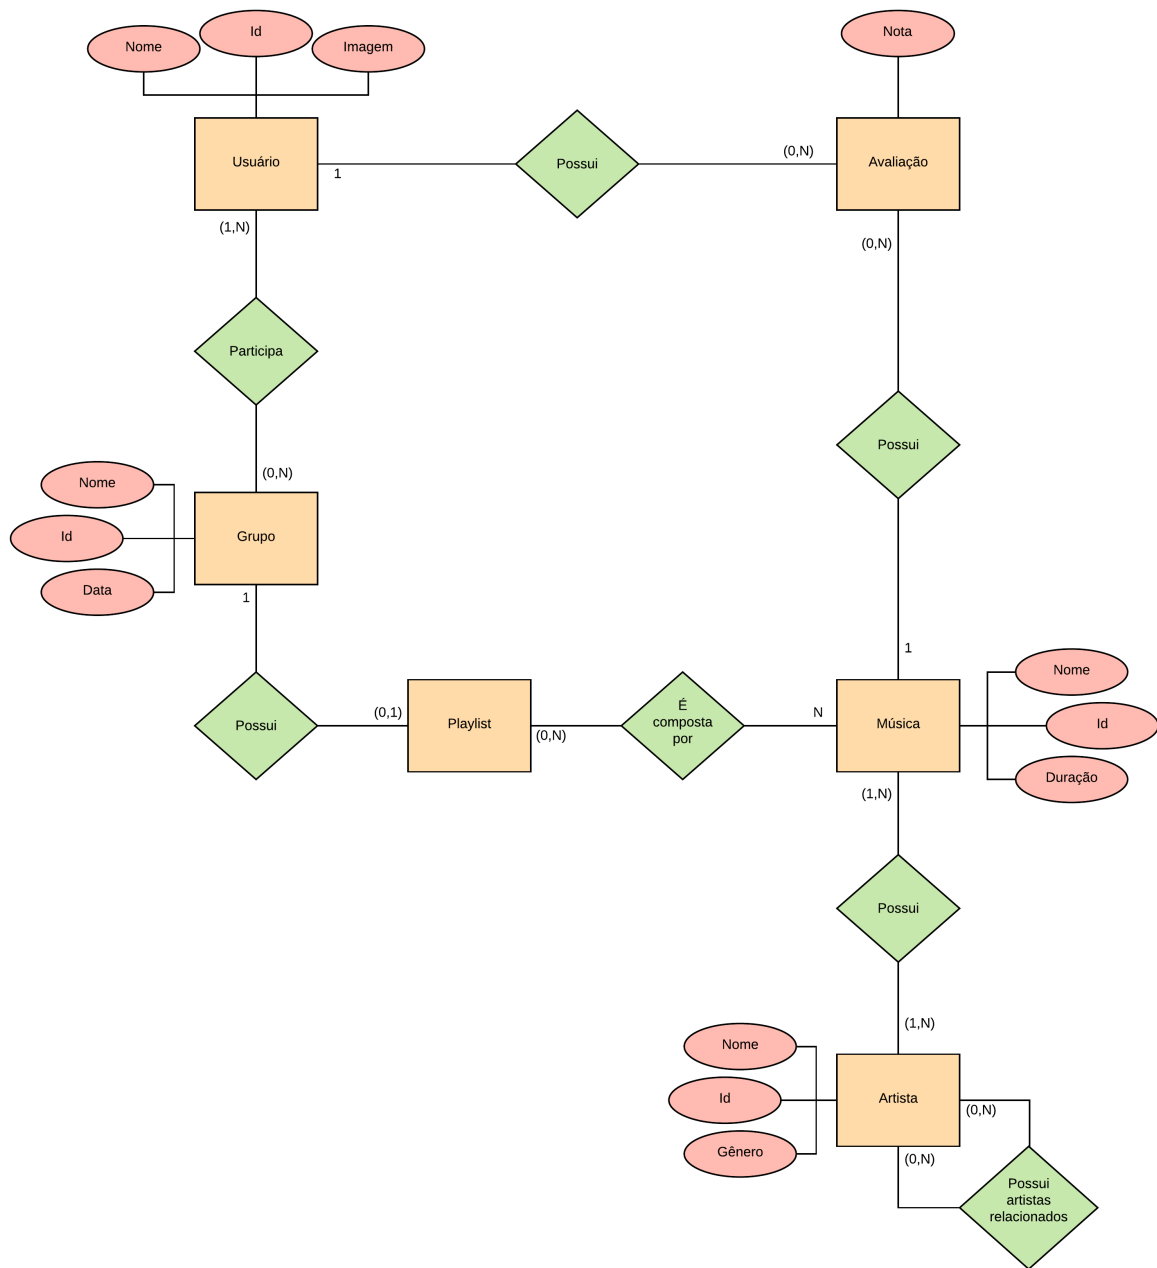 Nome
Id
Imagem
Nota
Usuário
1
Possui
(0,N)
Avaliação
(1,N)
(0,N)
Participa
(0,N)
Possui
Nome
Id
Data
Grupo
1
1
Possui
(0,1)
Playlist
(0,N)
É
composta
por
N
Música
Nome
Id
Duração
(1,N)
Possui
(1,N)
Nome
Id
Gênero
Artista
(0,N)
(0,N)
Possui
artistas
relacionados